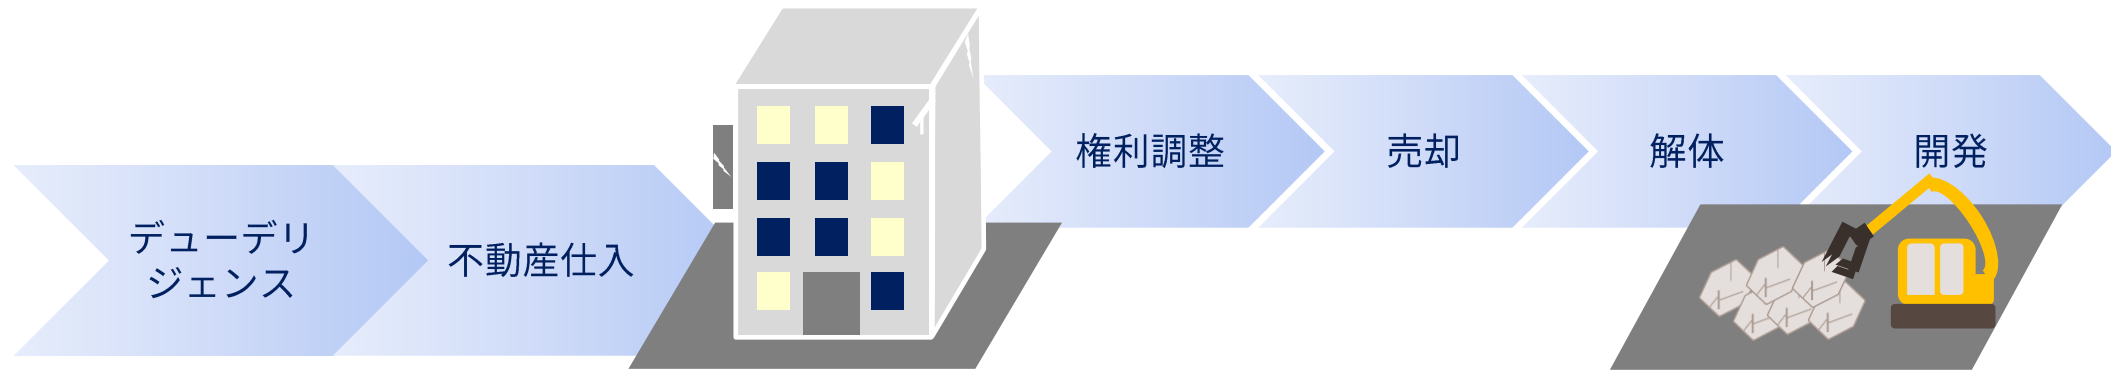 デューデリ
ジェンス
不動産仕入
権利調整
売却
解体
開発